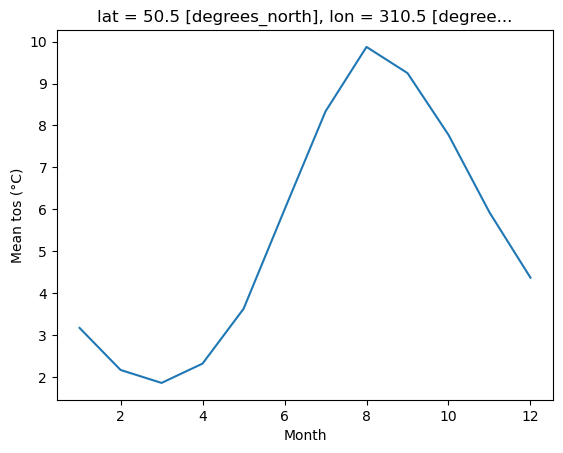 lat = 50.5 [degrees_north], lon = 310.5 [degree...
10
9
8
7
6
5
4
3
2
Mean tos (°C)
2 4 6 8 10 12
Month